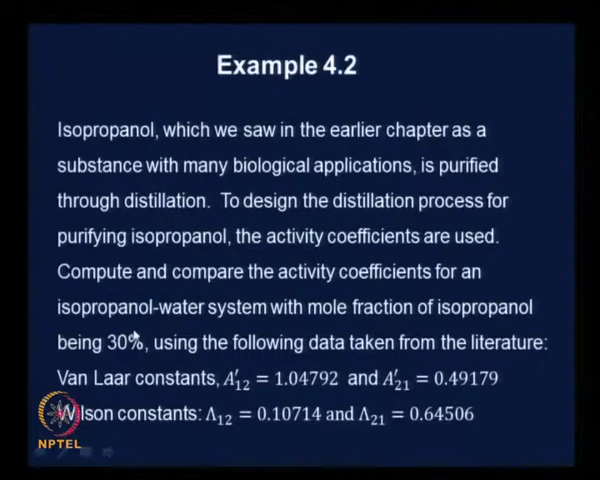 Example 4.2
Isopropanol, which we saw in the earlier chapter as a
substance with many biological applications, is purified
through distillation. To design the distillation process for
purifying isopropanol, the activity coefficients are used.
Compute and compare the activity coefficients for an
isopropanol-water system with mole fraction of isopropanol
being 30%, using the following data taken from the literature:
Van Laar constants, A′₁₂ = 1.04792 and A′₂₁ = 0.49179
Wilson constants: Λ₁₂ = 0.10714 and Λ₂₁ = 0.64506
NPTEL